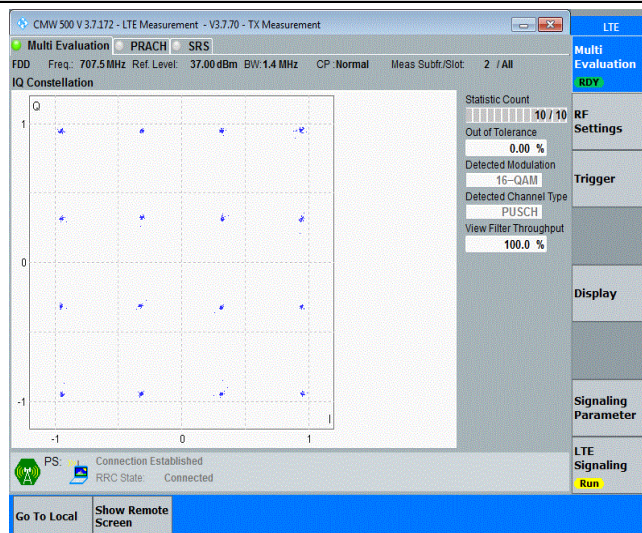 CMW 500 V 3.7.172 - LTE Measurement - V3.7.70 - TX Measurement
LTE
Multi Evaluation PRACH SRS
Multi
Evaluation
RDY
FDD Freq.: 707.5 MHz Ref. Level: 37.00 dBm BW: 1.4 MHz CP : Normal Meas Subfr./Slot: 2 / All
IQ Constellation
Q
1
0
-1
-1 0 1
I
Statistic Count
10 / 10
Out of Tolerance
0.00 %
Detected Modulation
16-QAM
Detected Channel Type
PUSCH
View Filter Throughput
100.0 %
RF
Settings
Trigger
Display
Signaling
Parameter
LTE
Signaling
Run
PS: Connection Established
RRC State: Connected
Go To Local
Show Remote
Screen